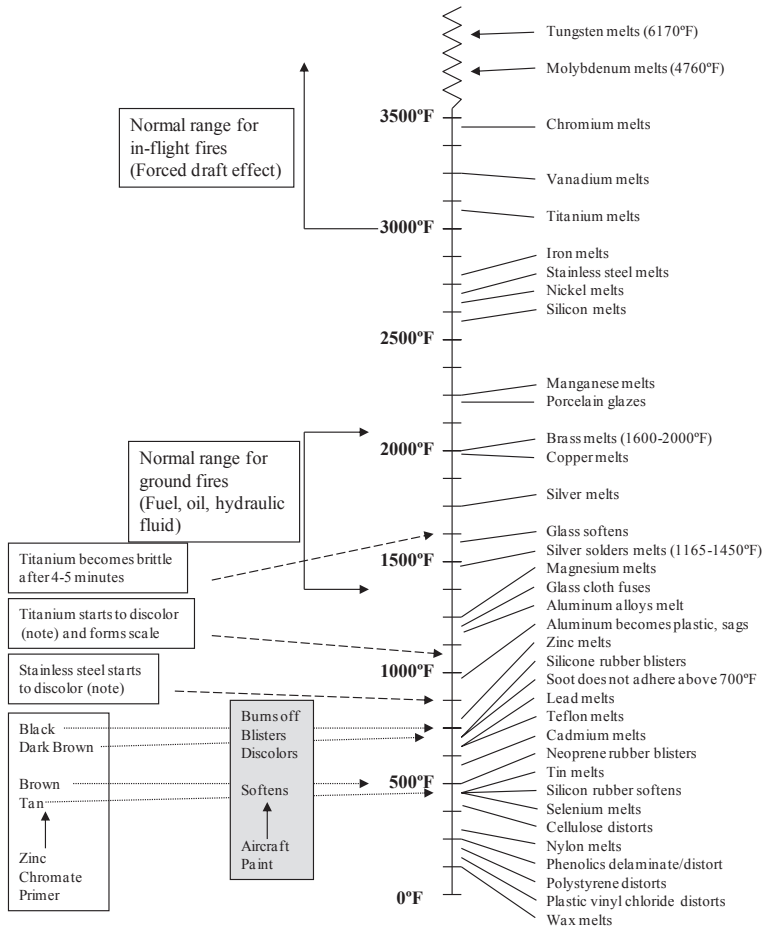 Tungsten melts (6170ºF)
Molybdenum melts (4760ºF)
3500ºF
Chromium melts
Normal range for
in-flight fires
(Forced draft effect)
Vanadium melts
Titanium melts
3000ºF
Iron melts
Stainless steel melts
Nickel melts
Silicon melts
2500ºF
Manganese melts
Porcelain glazes
Brass melts (1600-2000ºF)
2000ºF
Copper melts
Normal range for
ground fires
(Fuel, oil, hydraulic
fluid)
Silver melts
Glass softens
Silver solders melts (1165-1450ºF)
1500ºF
Titanium becomes brittle
after 4-5 minutes
Magnesium melts
Glass cloth fuses
Aluminum alloys melt
Titanium starts to discolor
(note) and forms scale
Aluminum becomes plastic, sags
Zinc melts
Silicone rubber blisters
1000ºF
Stainless steel starts
to discolor (note)
Soot does not adhere above 700ºF
Lead melts
Teflon melts
Cadmium melts
Neoprene rubber blisters
Tin melts
Silicon rubber softens
Selenium melts
Cellulose distorts
Nylon melts
Phenolics delaminate/distort
Polystyrene distorts
Plastic vinyl chloride distorts
Wax melts
500ºF
0ºF
Black
Dark Brown
Brown
Tan
Zinc
Chromate
Primer
Burns off
Blisters
Discolors
Softens
Aircraft
Paint